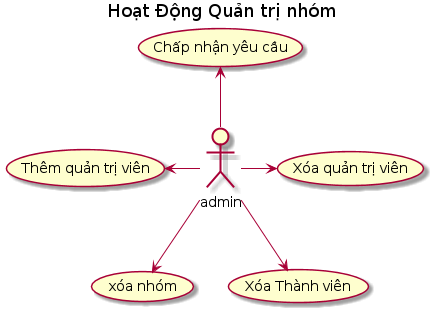 Hoạt Động Quản trị nhóm
Chấp nhận yêu cầu
Thêm quản trị viên
Xóa quản trị viên
admin
xóa nhóm
Xóa Thành viên